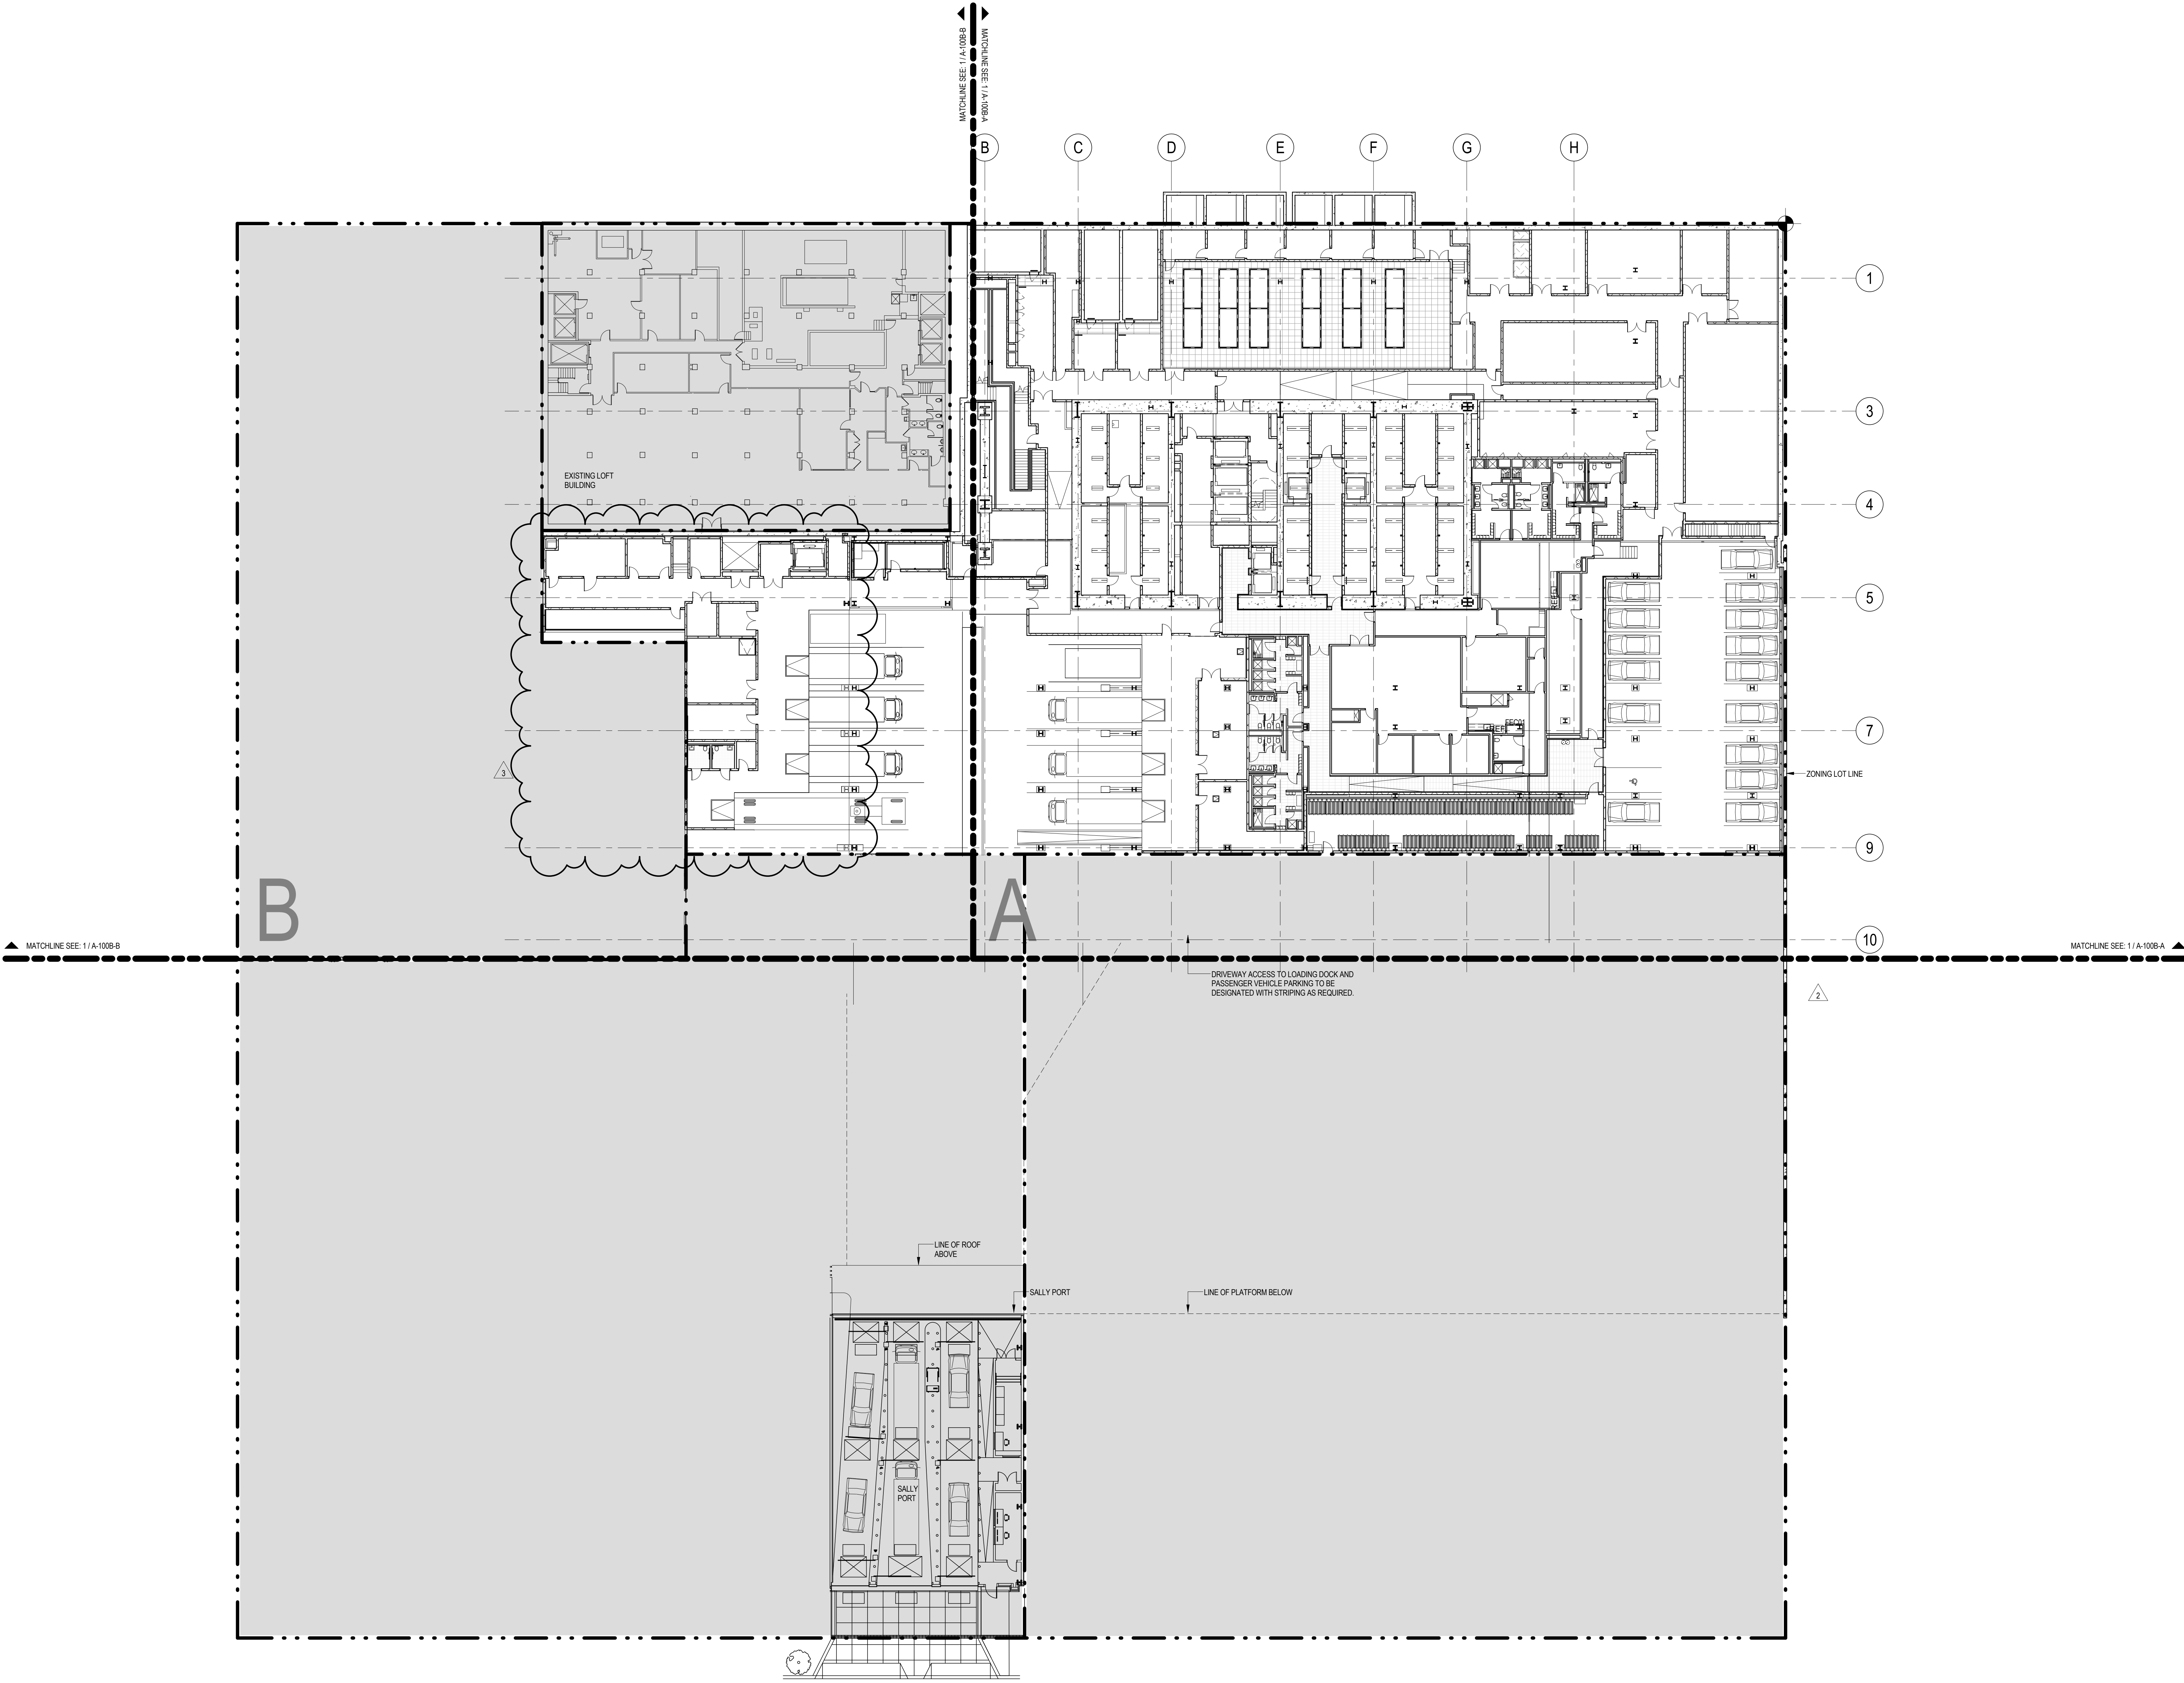 MATCHLINE SEE: 1 / A-100B-B
MATCHLINE SEE: 1 / A-100B-A
B
C
D
E
F
G
H
1
3
4
5
7
9
10
EXISTING LOFT
BUILDING
3
ZONING LOT LINE
B
A
MATCHLINE SEE: 1 / A-100B-B
MATCHLINE SEE: 1 / A-100B-A
DRIVEWAY ACCESS TO LOADING DOCK AND
PASSENGER VEHICLE PARKING TO BE
DESIGNATED WITH STRIPING AS REQUIRED.
2
LINE OF ROOF
ABOVE
SALLY PORT
LINE OF PLATFORM BELOW
SALLY
PORT